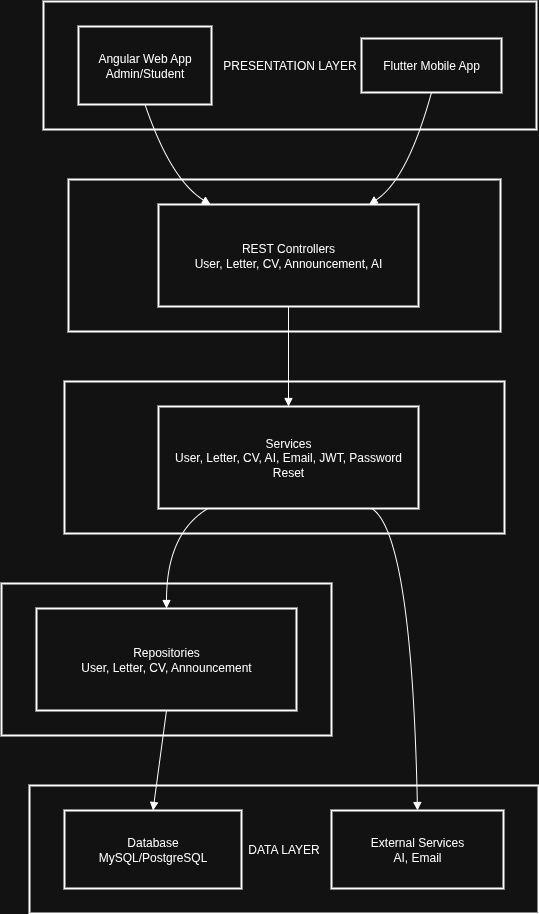 Angular Web App
Admin/Student
PRESENTATION LAYER
Flutter Mobile App
REST Controllers
User, Letter, CV, Announcement, AI
Services
User, Letter, CV, AI, Email, JWT, Password
Reset
Repositories
User, Letter, CV, Announcement
Database
MySQL/PostgreSQL
DATA LAYER
External Services
AI, Email